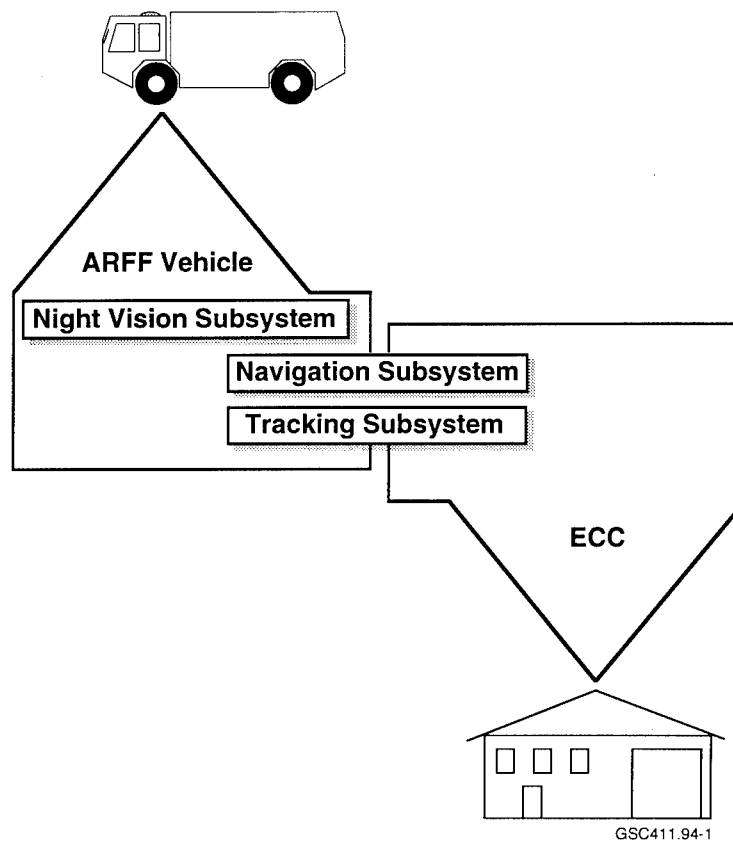 ARFF Vehicle
Night Vision Subsystem
Navigation Subsystem
Tracking Subsystem
ECC
GSC411.94-1